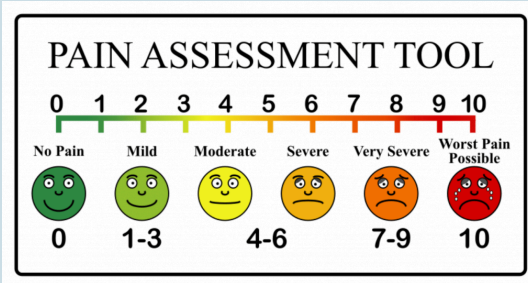 PAIN ASSESSMENT TOOL
0 1 2 3 4 5 6 7 8 9 10
No Pain Mild Moderate Severe Very Severe Worst Pain
Possible
0 1-3 4-6 7-9 10